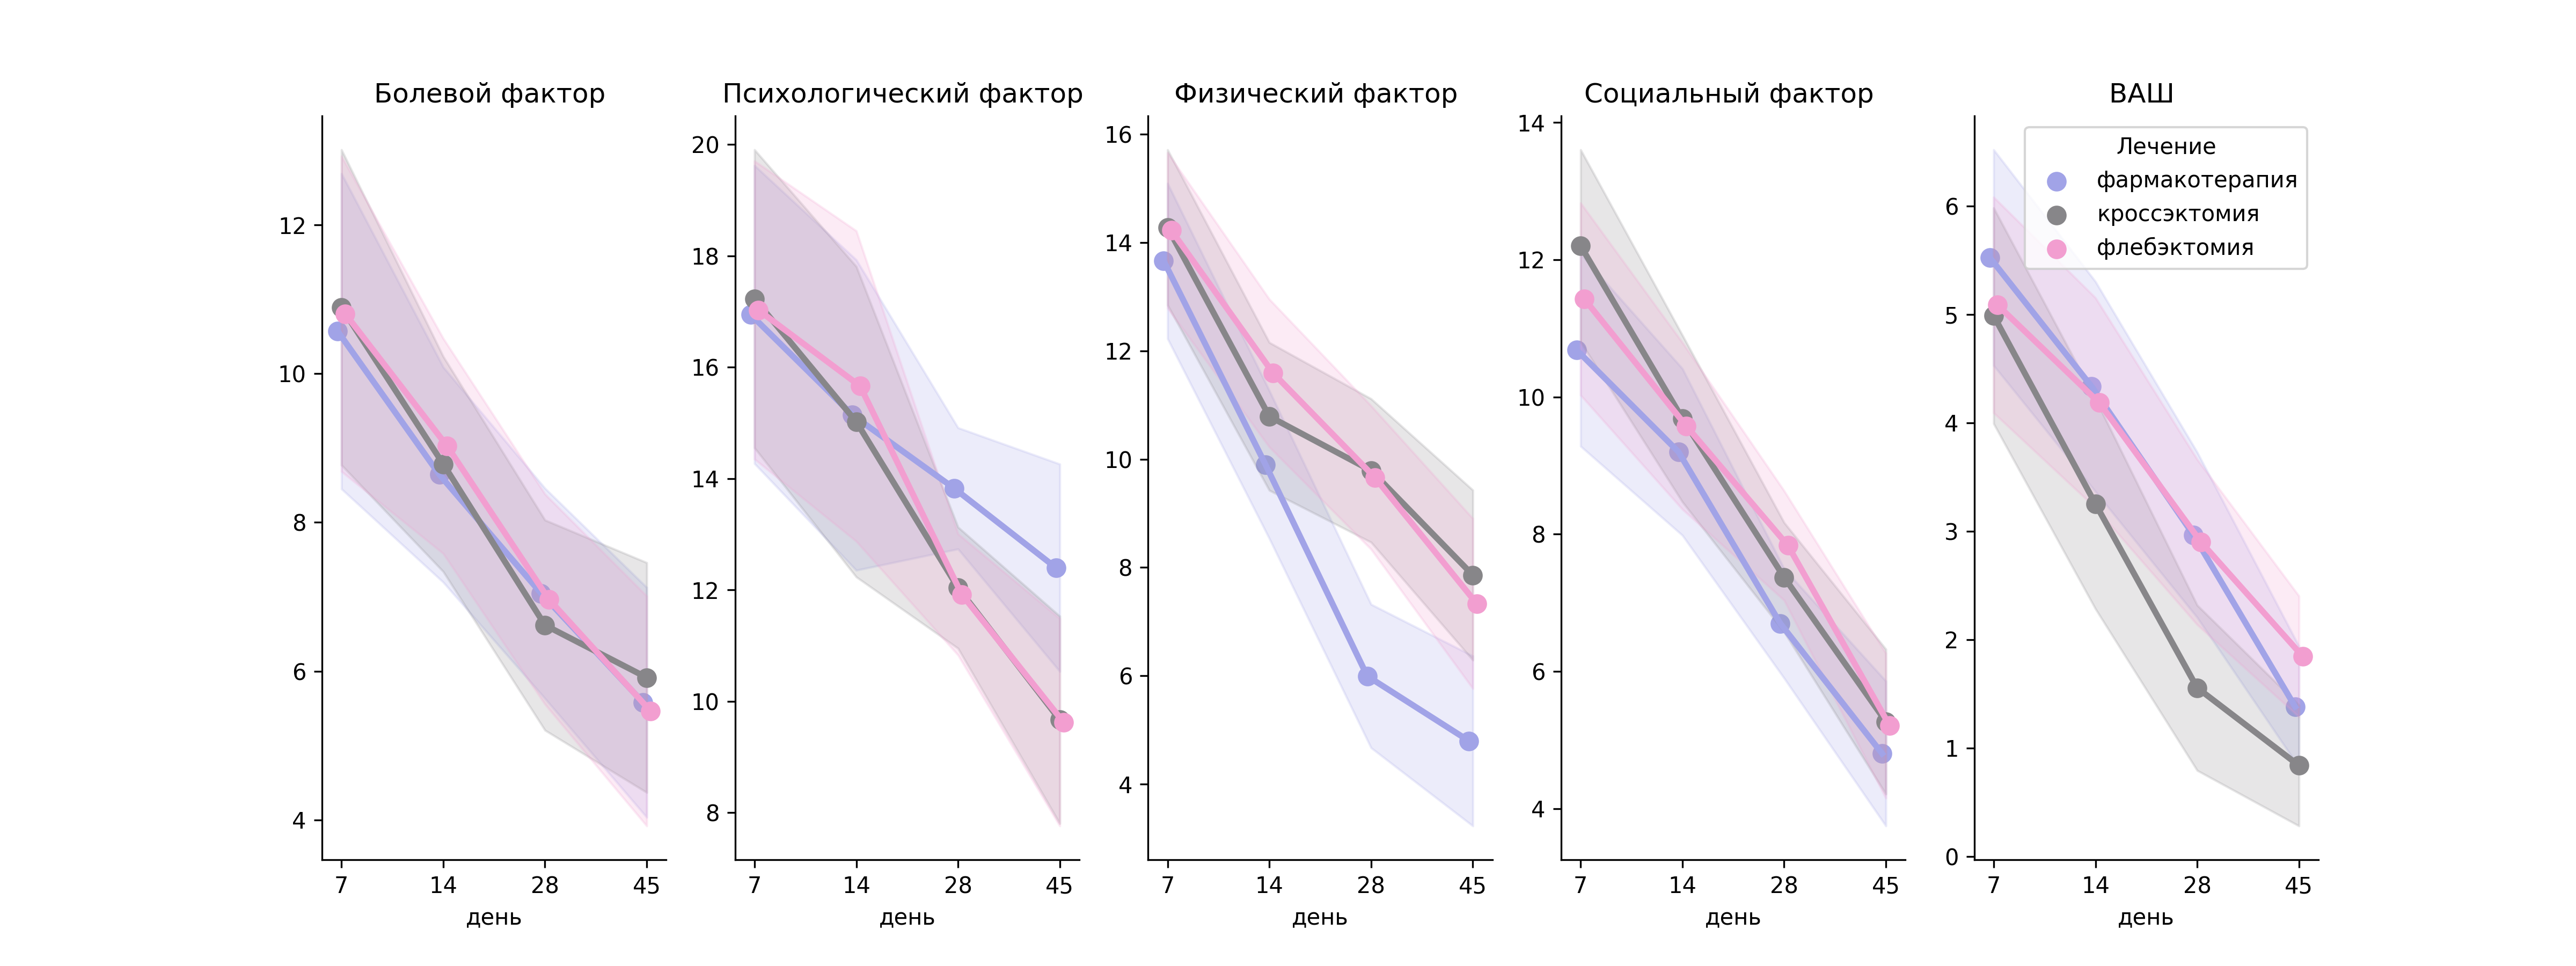 Болевой фактор
12
10
8
6
4
7 14 28 45
день
Психологический фактор
20
18
16
14
12
10
8
7 14 28 45
день
Физический фактор
16
14
12
10
8
6
4
7 14 28 45
день
Социальный фактор
14
12
10
8
6
4
7 14 28 45
день
ВАШ
Лечение
фармакотерапия
кроссэктомия
флебэктомия
6
5
4
3
2
1
0
7 14 28 45
день